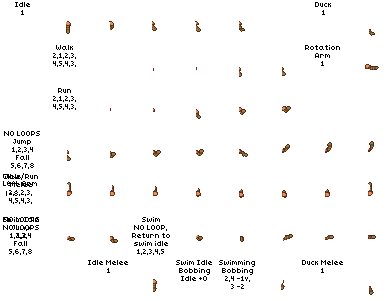 Idle
1
Duck
1
Walk
2,1,2,3,
4,5,4,3,
Rotation
Arm
1
Run
2,1,2,3,
4,5,4,3,
NO LOOPS
Jump
1,2,3,4
Fall
5,6,7,8
4,5,4,3,
NO LOOPS
Fall
5,6,7,8
Swim
NO LOOP,
Return to
swim idle
1,2,3,4,5
Idle Melee
1
Swim Idle
Bobbing
Idle +0
Swimming
Bobbing
2,4 -1v,
3 -2
Duck Melee
1